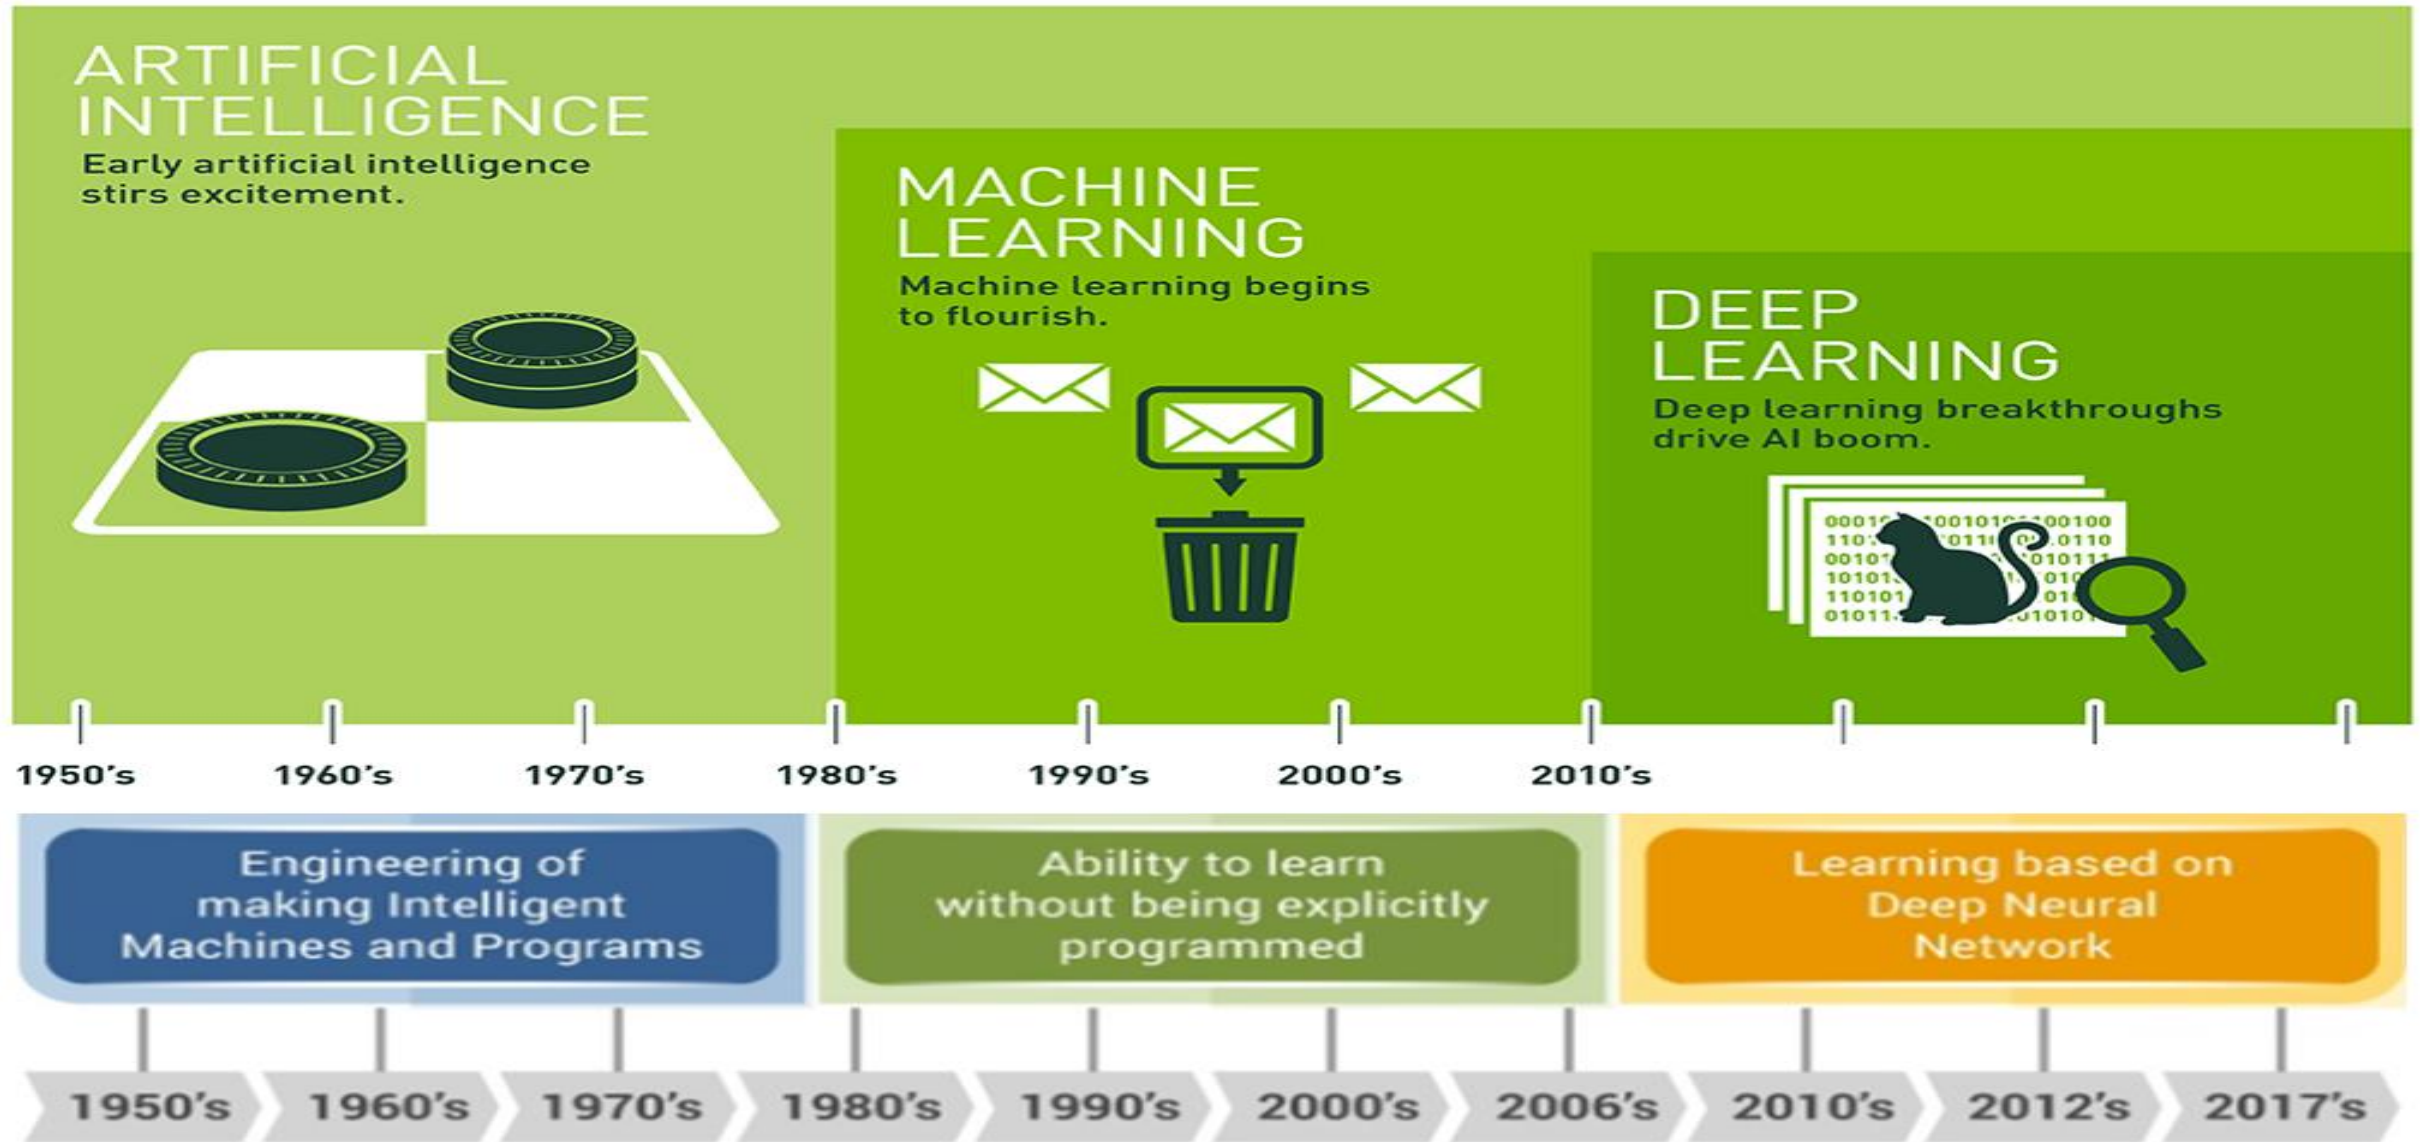 ARTIFICIAL
INTELLIGENCE
Early artificial intelligence
stirs excitement.
MACHINE
LEARNING
Machine learning begins
to flourish.
DEEP
LEARNING
Deep learning breakthroughs
drive AI boom.
1950's 1960's 1970's 1980's 1990's 2000's 2010's
Engineering of
making Intelligent
Machines and Programs
Ability to learn
without being explicitly
programmed
Learning based on
Deep Neural
Network
1950's 1960's 1970's 1980's 1990's 2000's 2006's 2010's 2012's 2017's